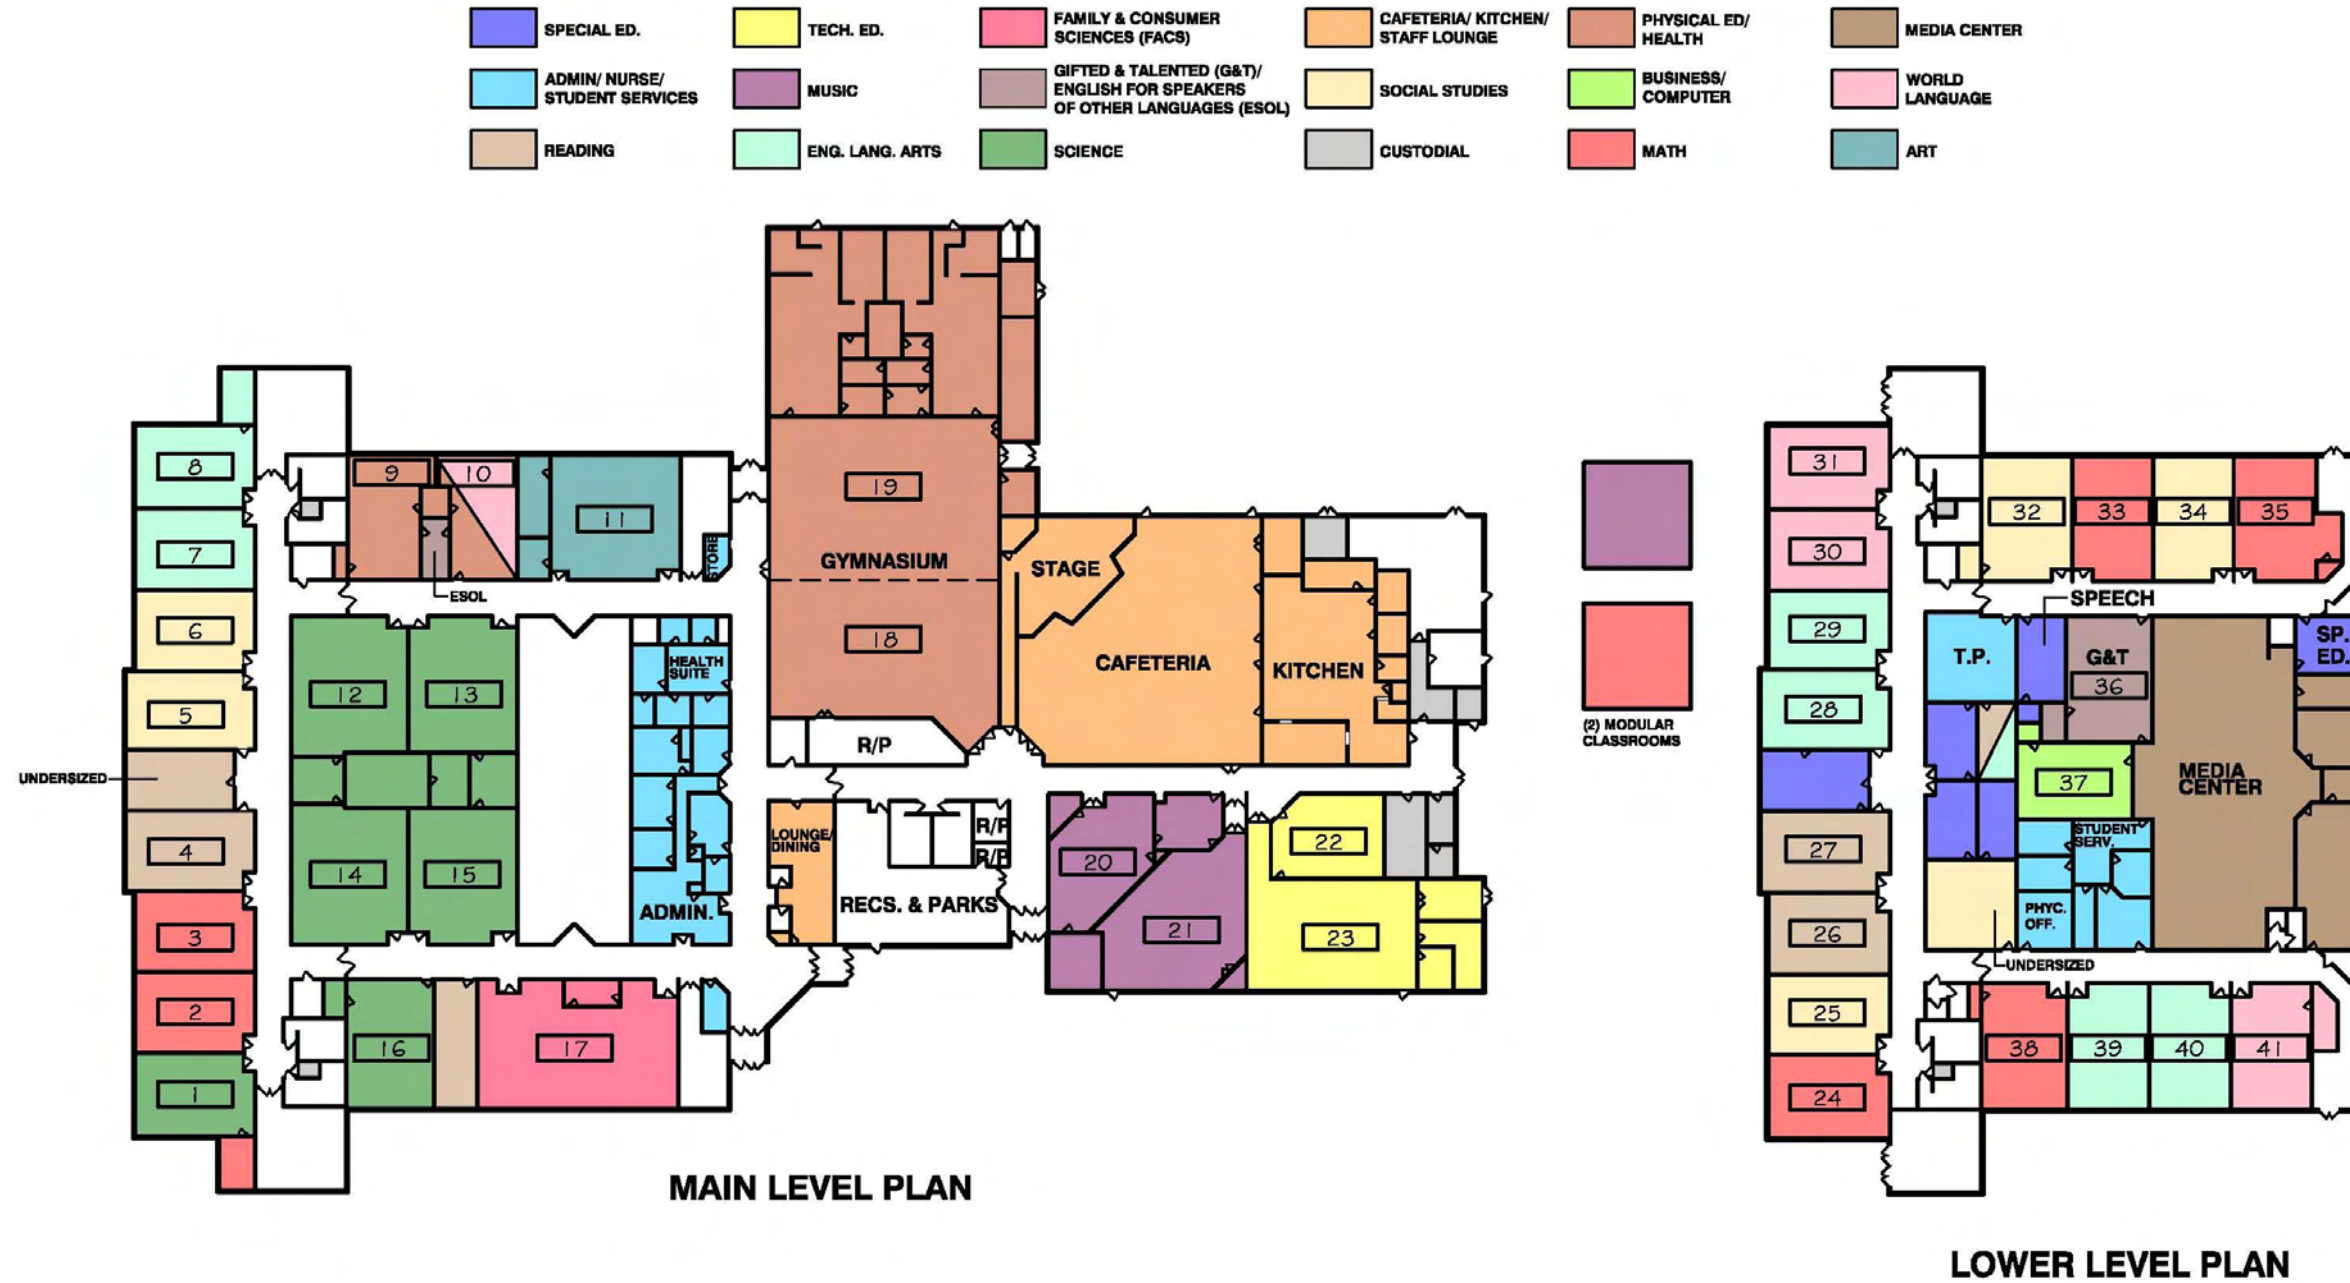 SPECIAL ED.
TECH. ED.
FAMILY & CONSUMER
SCIENCES (FACS)
CAFETERIA/ KITCHEN/
STAFF LOUNGE
PHYSICAL ED/
HEALTH
MEDIA CENTER
ADMIN/ NURSE/
STUDENT SERVICES
MUSIC
GIFTED & TALENTED (G&T)/
ENGLISH FOR SPEAKERS
OF OTHER LANGUAGES (ESOL)
SOCIAL STUDIES
BUSINESS/
COMPUTER
WORLD
LANGUAGE
READING
ENG. LANG. ARTS
SCIENCE
CUSTODIAL
MATH
ART
8
7
6
5
UNDERSIZED
4
3
2
1
9
10
11
STORE
ESOL
12
13
14
15
HEALTH
SUITE
ADMIN.
16
17
19
GYMNASIUM
18
R/P
STAGE
CAFETERIA
KITCHEN
LOUNGE/
DINING
R/P
R/P
RECS. & PARKS
20
21
22
23
MAIN LEVEL PLAN
(2) MODULAR
CLASSROOMS
31
30
29
28
27
26
25
24
32
33
34
35
SPEECH
T.P.
G&T
36
SP.
ED.
37
MEDIA
CENTER
STUDENT
SERV.
PHYC.
OFF.
UNDERSIZED
38
39
40
41
LOWER LEVEL PLAN